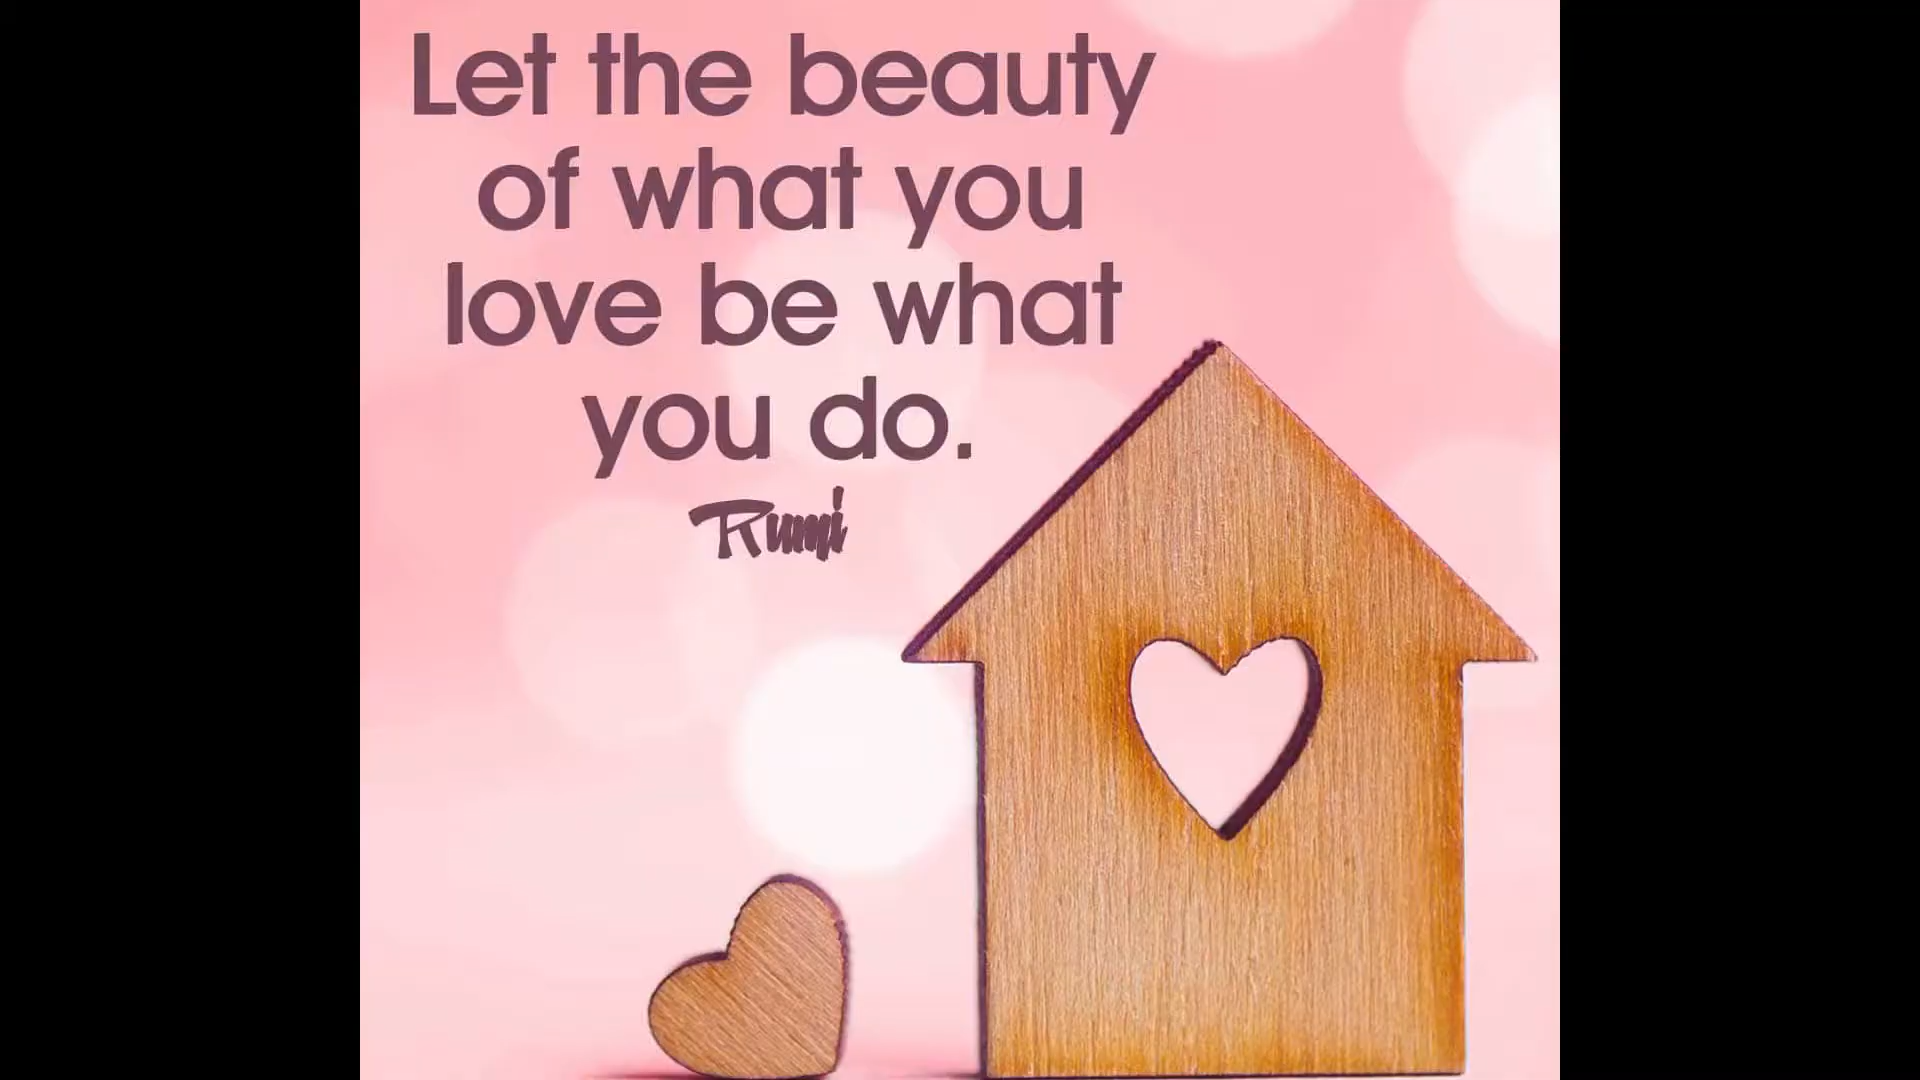 Let the beauty
of what you
love be what
you do.
Rumi